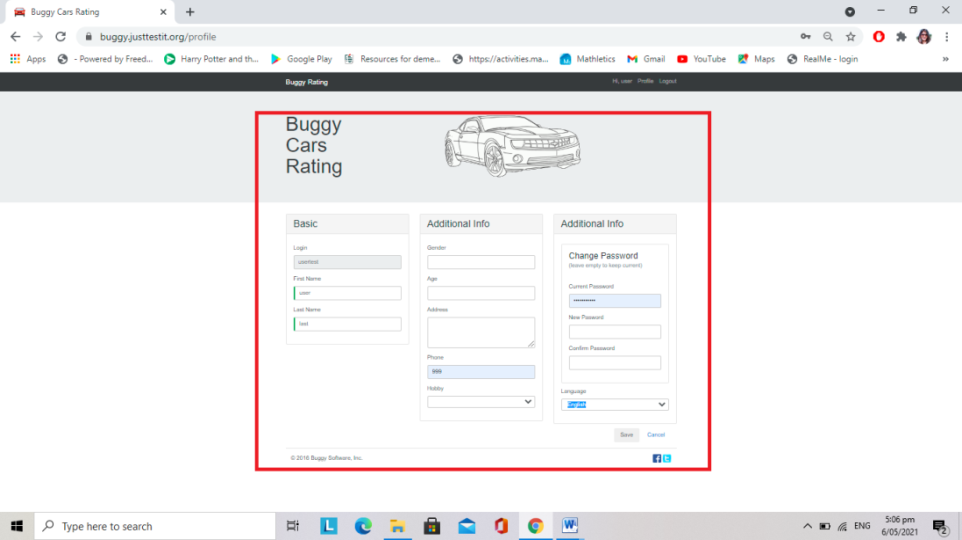 Buggy Cars Rating
buggy.justtestit.org/profile
Apps - Powered by Freed... Harry Potter and th... Google Play Resources for deme... https://activities.ma... Mathletics Gmail YouTube Maps RealMe - login »
Buggy Rating Hi, user Profile Logout
Buggy
Cars
Rating
Basic
Login
usertest
First Name
user
Last Name
test
Additional Info
Gender
Age
Address
Phone
999
Hobby
Additional Info
Change Password
(leave empty to keep current)
Current Password
•••••••••••
New Password
Confirm Password
Language
English
Save Cancel
© 2016 Buggy Software, Inc.
Type here to search
ENG
5:06 pm
6/05/2021
2